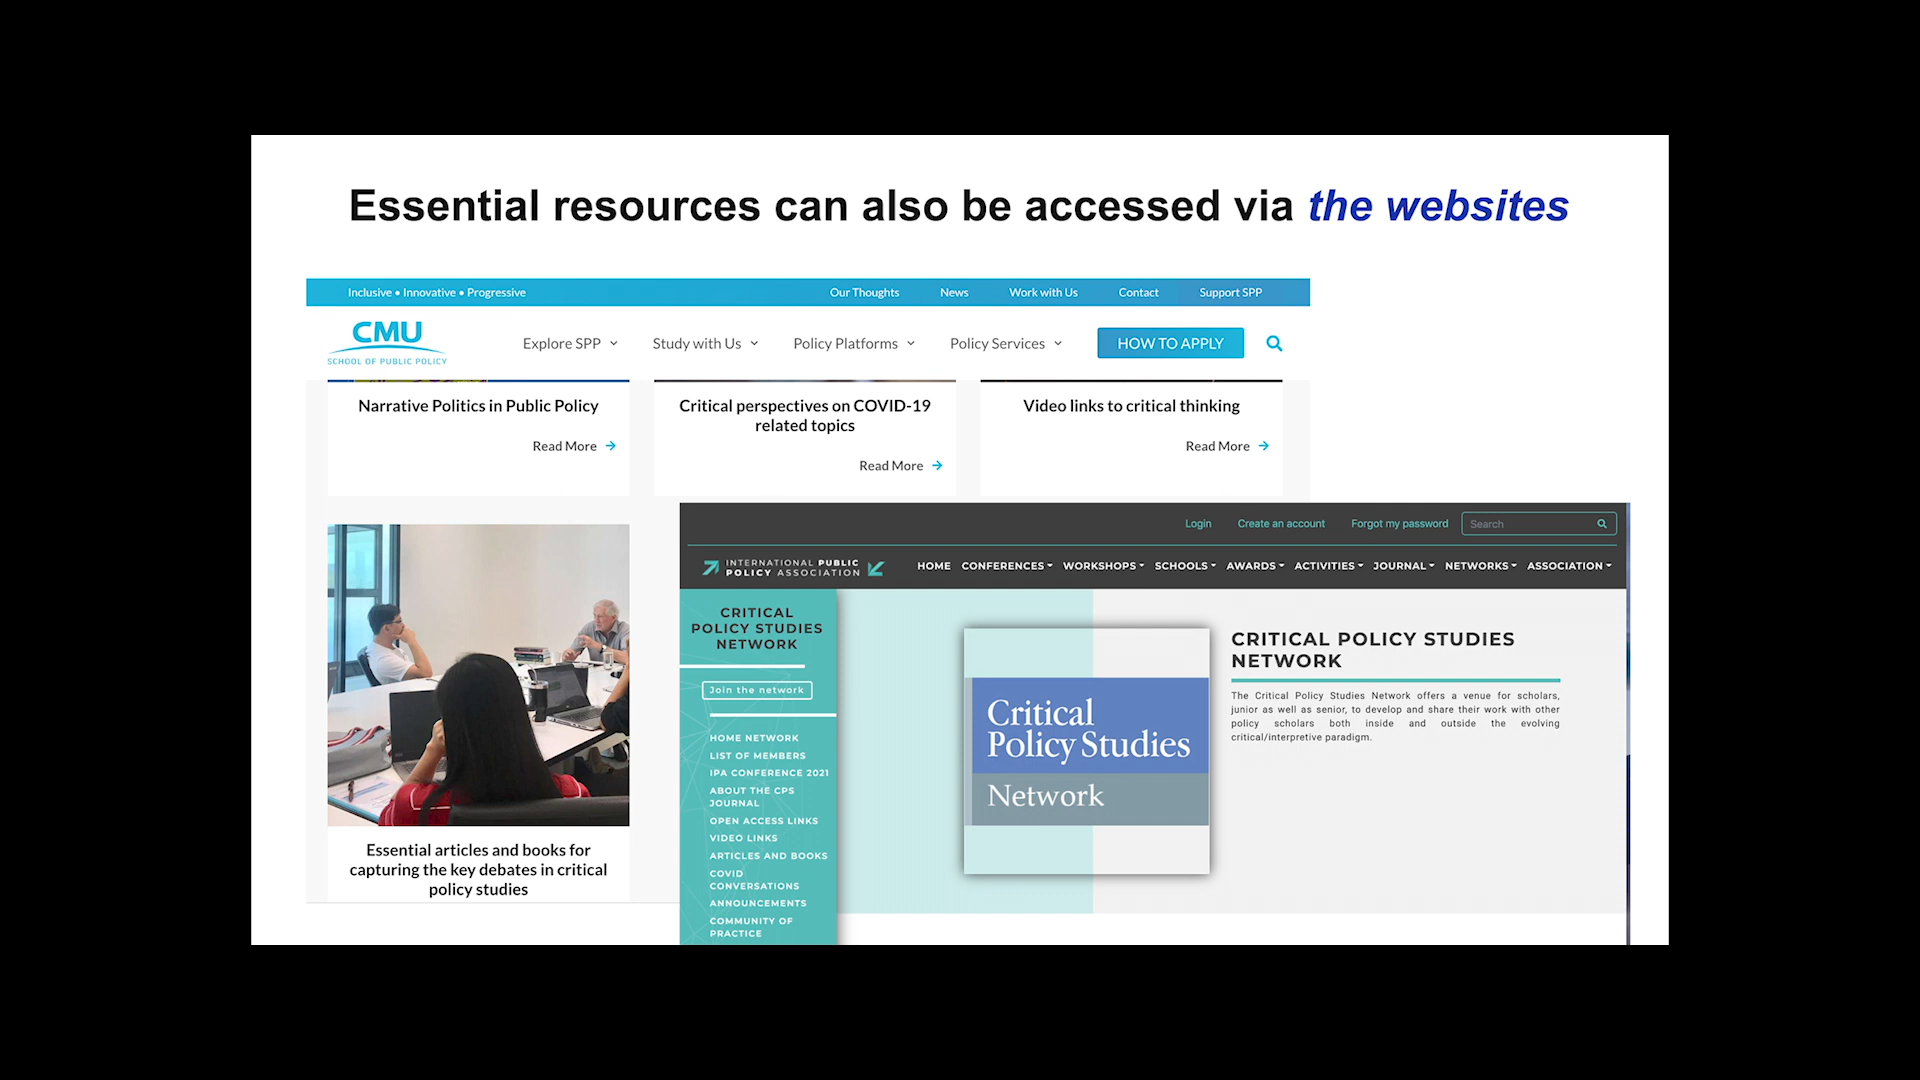 Essential resources can also be accessed via the websites
Inclusive • Innovative • Progressive
Our Thoughts
News
Work with Us
Contact
Support SPP
CMU
SCHOOL OF PUBLIC POLICY
Explore SPP
Study with Us
Policy Platforms
Policy Services
HOW TO APPLY
Narrative Politics in Public Policy
Read More
Critical perspectives on COVID-19
related topics
Read More
Video links to critical thinking
Read More
Essential articles and books for
capturing the key debates in critical
policy studies
Login
Create an account
Forgot my password
Search
INTERNATIONAL PUBLIC
POLICY ASSOCIATION
HOME
CONFERENCES
WORKSHOPS
SCHOOLS
AWARDS
ACTIVITIES
JOURNAL
NETWORKS
ASSOCIATION
CRITICAL
POLICY STUDIES
NETWORK
Join the network
HOME NETWORK
LIST OF MEMBERS
IPA CONFERENCE 2021
ABOUT THE CPS
JOURNAL
OPEN ACCESS LINKS
VIDEO LINKS
ARTICLES AND BOOKS
COVID
CONVERSATIONS
ANNOUNCEMENTS
COMMUNITY OF
PRACTICE
Critical
Policy Studies
Network
CRITICAL POLICY STUDIES
NETWORK
The Critical Policy Studies Network offers a venue for scholars,
junior as well as senior, to develop and share their work with other
policy scholars both inside and outside the evolving
critical/interpretive paradigm.